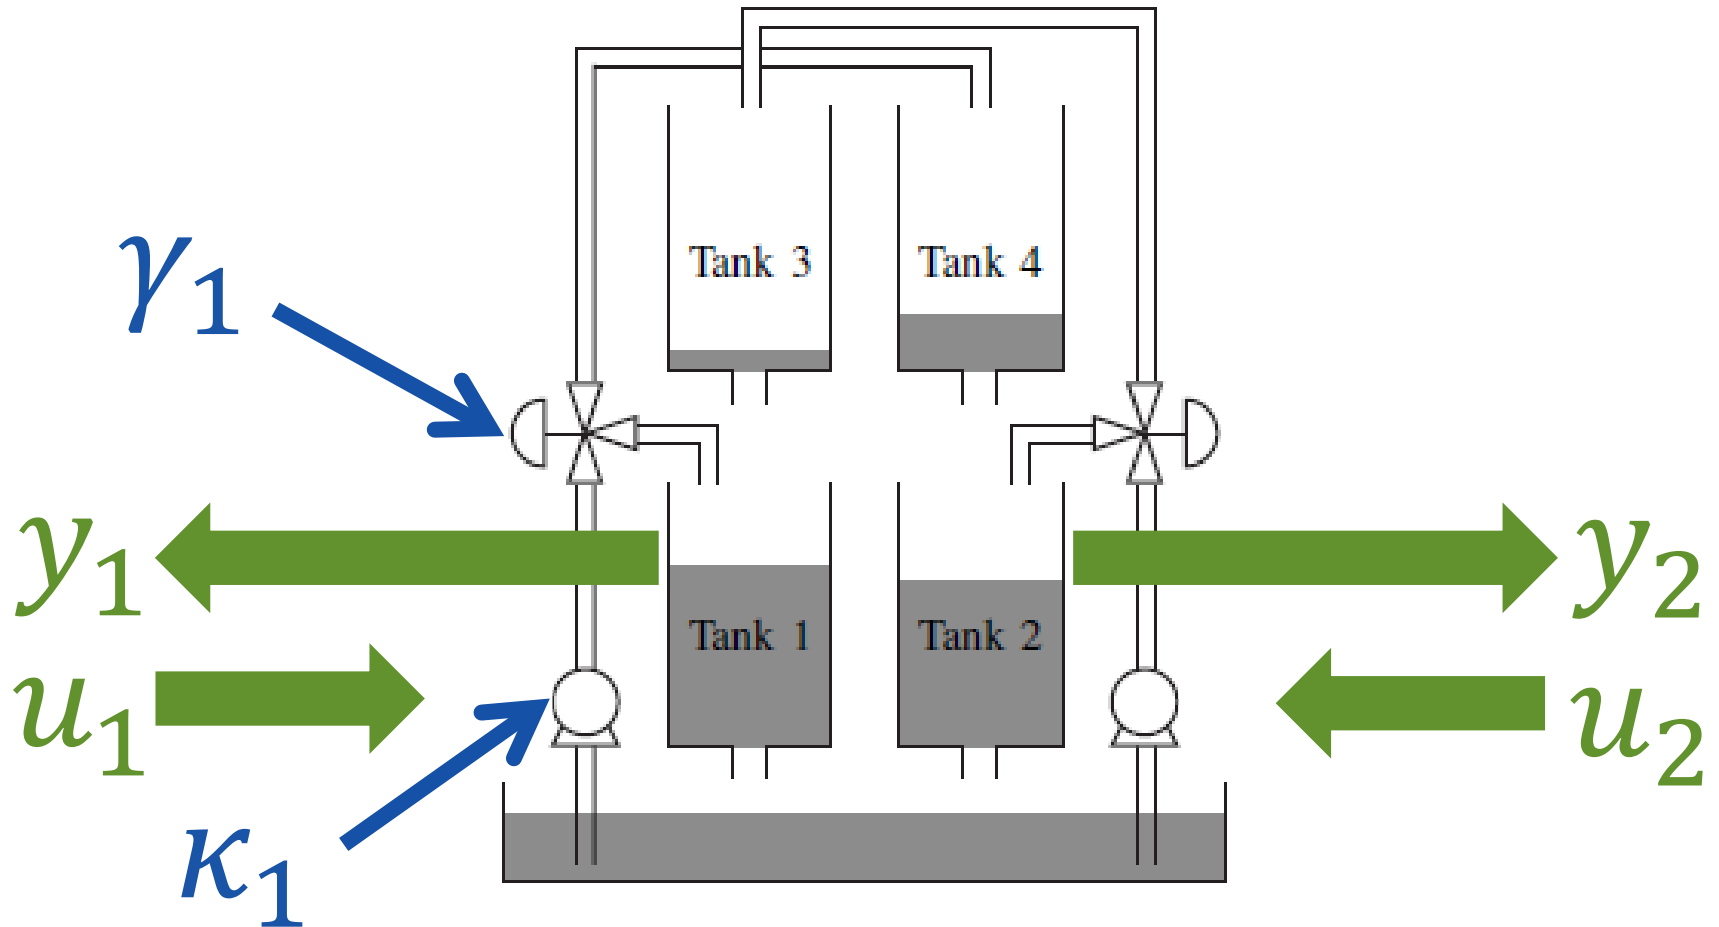 Tank 3
Tank 4
γ₁
y₁
y₂
Tank 1
Tank 2
u₁
u₂
κ₁